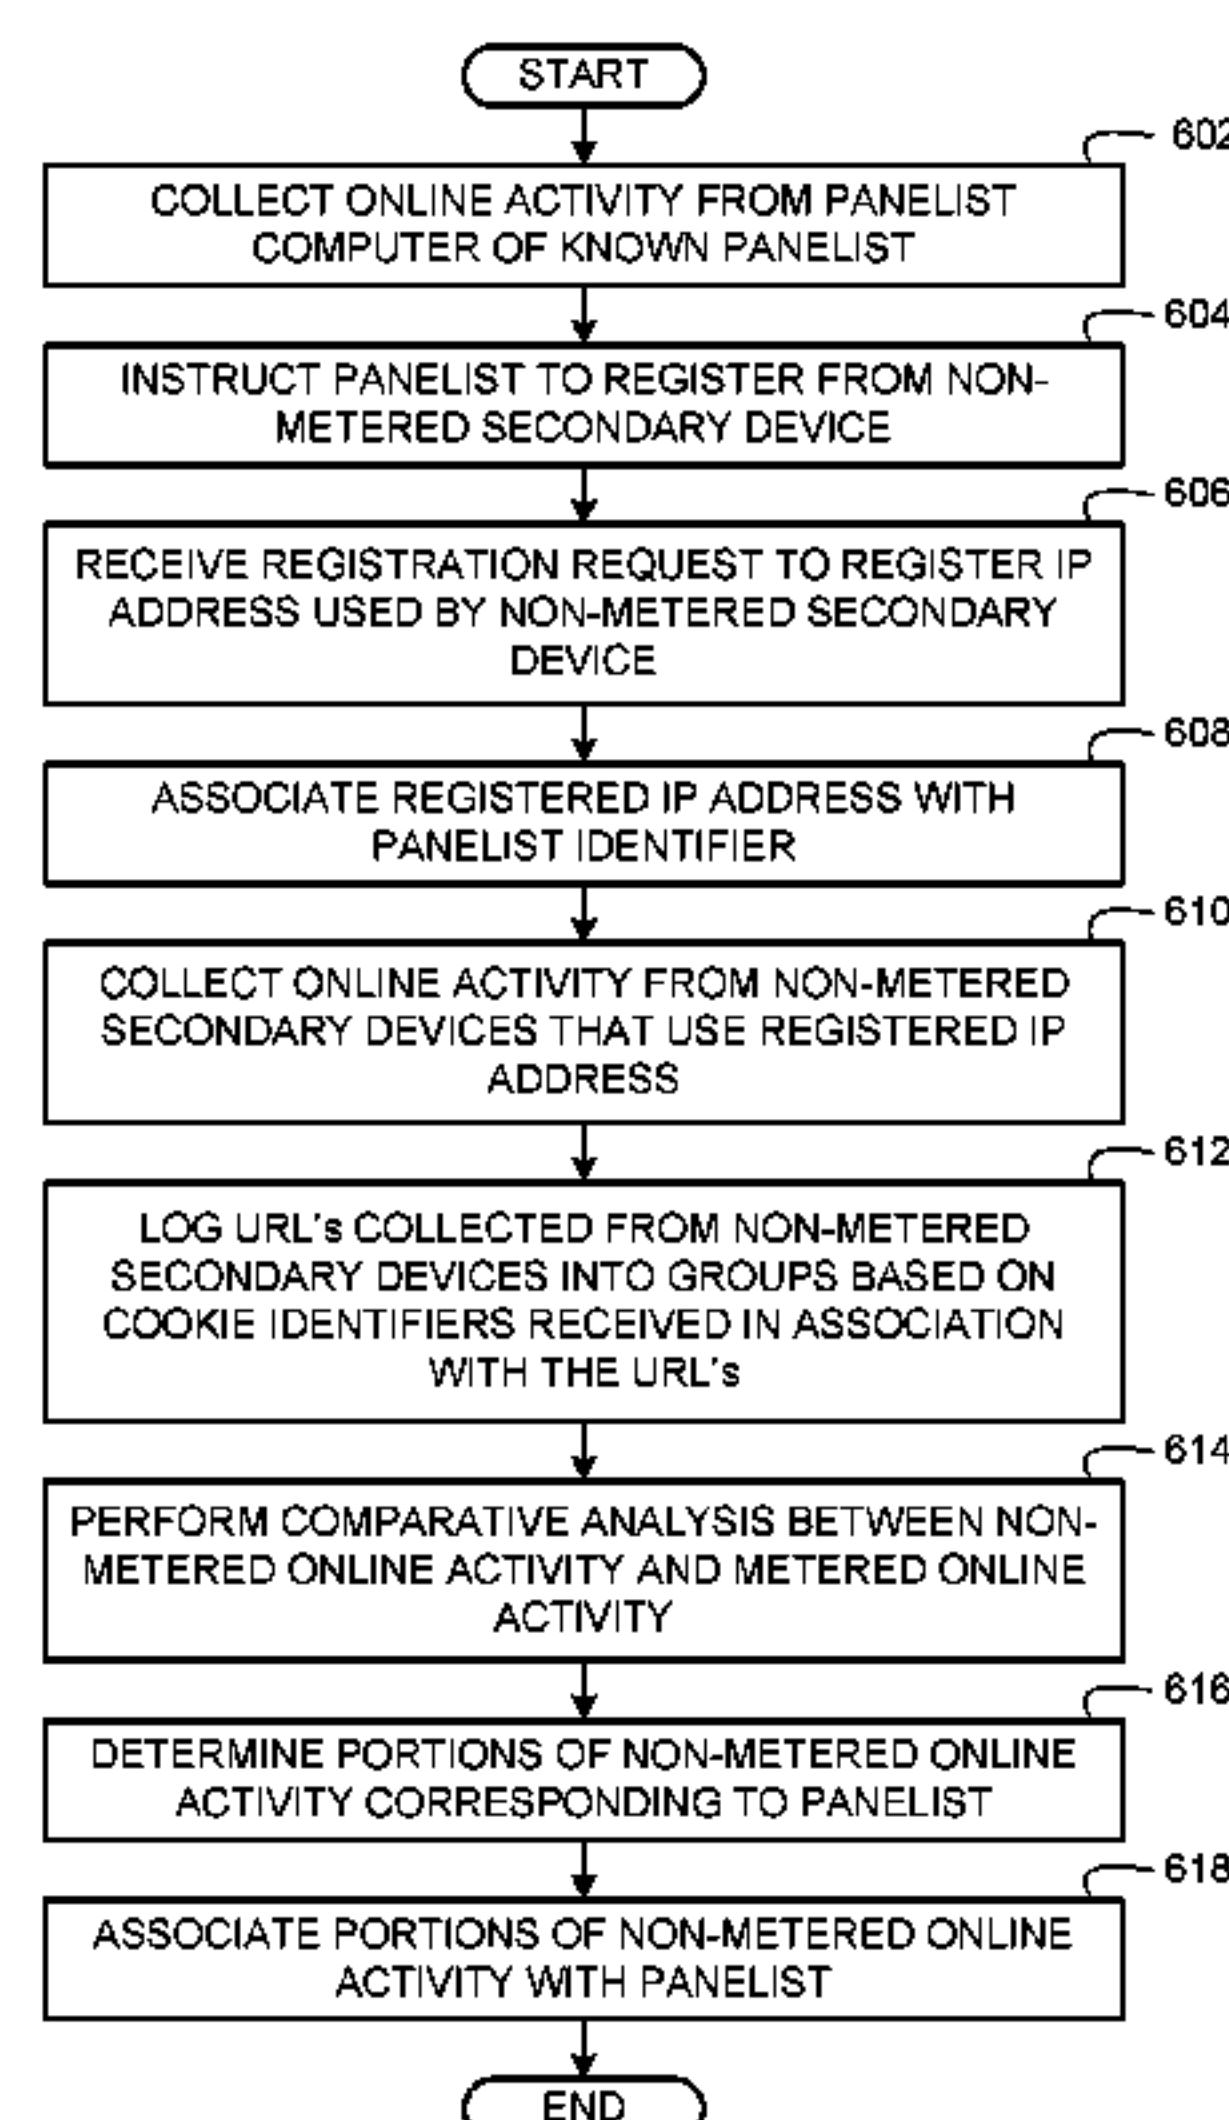 START
602
COLLECT ONLINE ACTIVITY FROM PANELIST
COMPUTER OF KNOWN PANELIST
604
INSTRUCT PANELIST TO REGISTER FROM NON-
METERED SECONDARY DEVICE
606
RECEIVE REGISTRATION REQUEST TO REGISTER IP
ADDRESS USED BY NON-METERED SECONDARY
DEVICE
608
ASSOCIATE REGISTERED IP ADDRESS WITH
PANELIST IDENTIFIER
610
COLLECT ONLINE ACTIVITY FROM NON-METERED
SECONDARY DEVICES THAT USE REGISTERED IP
ADDRESS
612
LOG URL's COLLECTED FROM NON-METERED
SECONDARY DEVICES INTO GROUPS BASED ON
COOKIE IDENTIFIERS RECEIVED IN ASSOCIATION
WITH THE URL's
614
PERFORM COMPARATIVE ANALYSIS BETWEEN NON-
METERED ONLINE ACTIVITY AND METERED ONLINE
ACTIVITY
616
DETERMINE PORTIONS OF NON-METERED ONLINE
ACTIVITY CORRESPONDING TO PANELIST
618
ASSOCIATE PORTIONS OF NON-METERED ONLINE
ACTIVITY WITH PANELIST
END